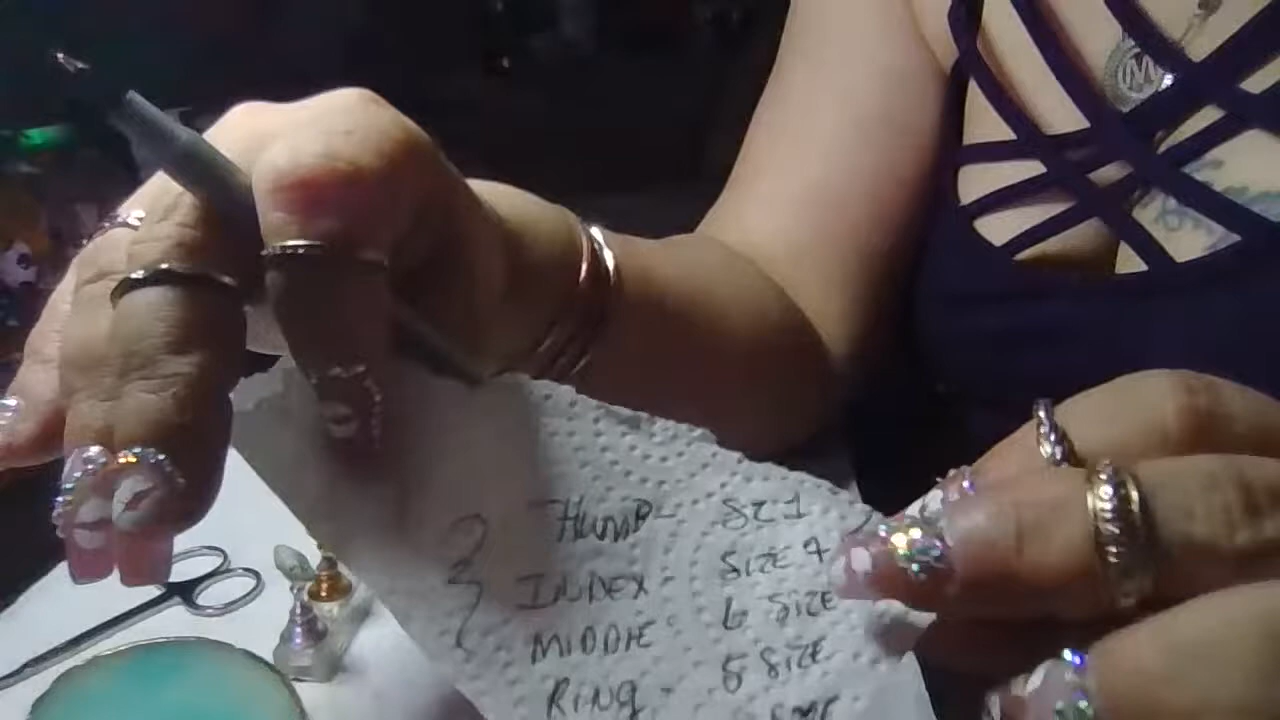 M
THUMB - SZ 1
INDEX - SIZE 4
MIDDLE - 6 SIZE
RING - 5 SIZE